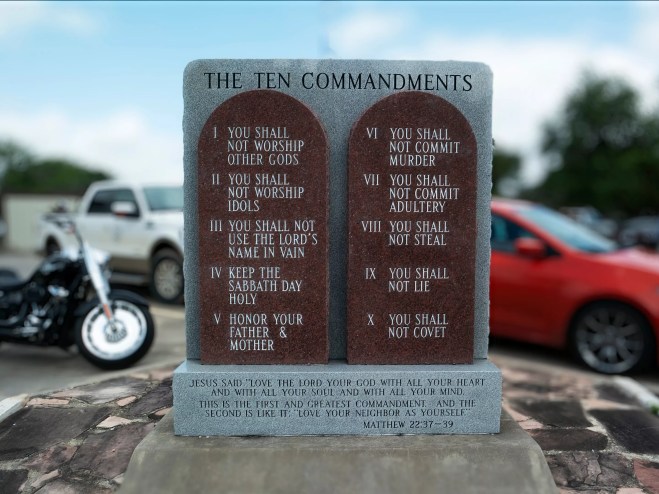 THE TEN COMMANDMENTS
I YOU SHALL
NOT WORSHIP
OTHER GODS
II YOU SHALL
NOT WORSHIP
IDOLS
III YOU SHALL NOT
USE THE LORD'S
NAME IN VAIN
IV KEEP THE
SABBATH DAY
HOLY
V HONOR YOUR
FATHER &
MOTHER
VI YOU SHALL
NOT COMMIT
MURDER
VII YOU SHALL
NOT COMMIT
ADULTERY
VIII YOU SHALL
NOT STEAL
IX YOU SHALL
NOT LIE
X YOU SHALL
NOT COVET
JESUS SAID "LOVE THE LORD YOUR GOD WITH ALL YOUR HEART
AND WITH ALL YOUR SOUL AND WITH ALL YOUR MIND.
THIS IS THE FIRST AND GREATEST COMMANDMENT. AND THE
SECOND IS LIKE IT: "LOVE YOUR NEIGHBOR AS YOURSELF."
MATTHEW 22:37-39